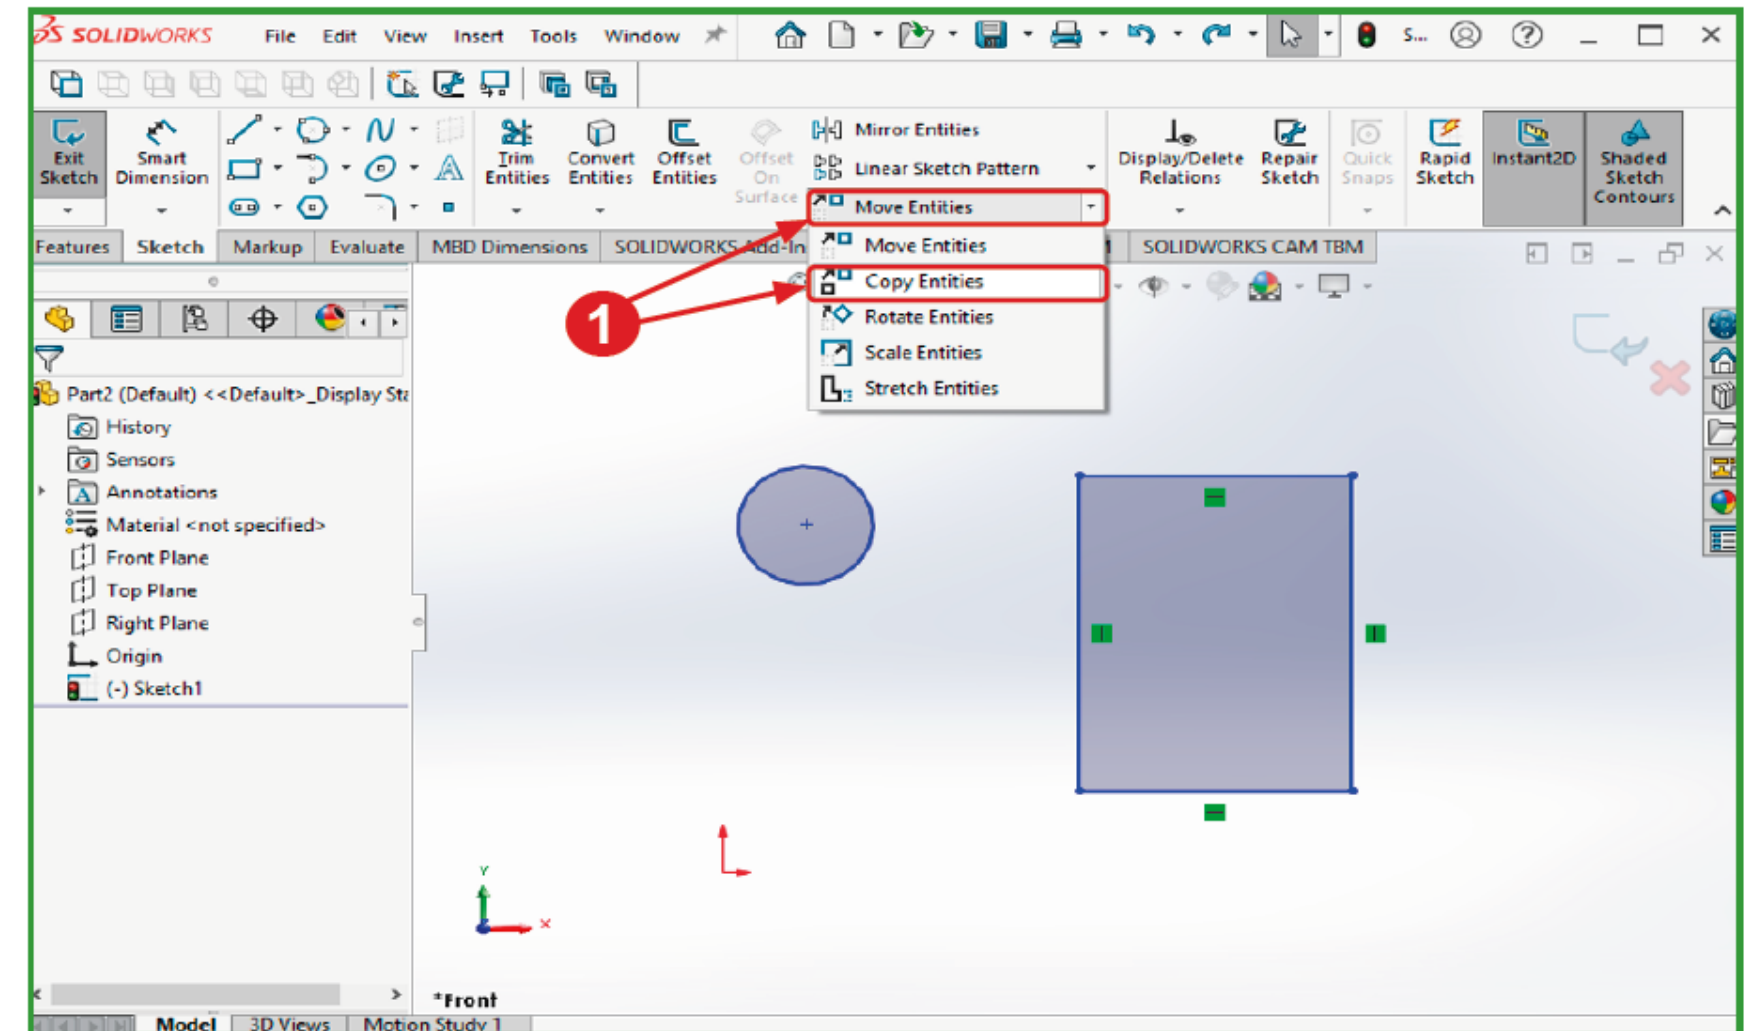 SOLIDWORKS File Edit View Insert Tools Window S...
Exit Sketch
Smart Dimension
Trim Entities
Convert Entities
Offset Entities
Offset On Surface
Mirror Entities
Linear Sketch Pattern
Move Entities
Display/Delete Relations
Repair Sketch
Quick Snaps
Rapid Sketch
Instant2D
Shaded Sketch Contours
Features Sketch Markup Evaluate MBD Dimensions SOLIDWORKS Add-In SOLIDWORKS CAM TBM
Move Entities
Copy Entities
Rotate Entities
Scale Entities
Stretch Entities
1
Part2 (Default) <<Default>_Display Sta
History
Sensors
Annotations
Material <not specified>
Front Plane
Top Plane
Right Plane
Origin
(-) Sketch1
Y
X
*Front
Model 3D Views Motion Study 1